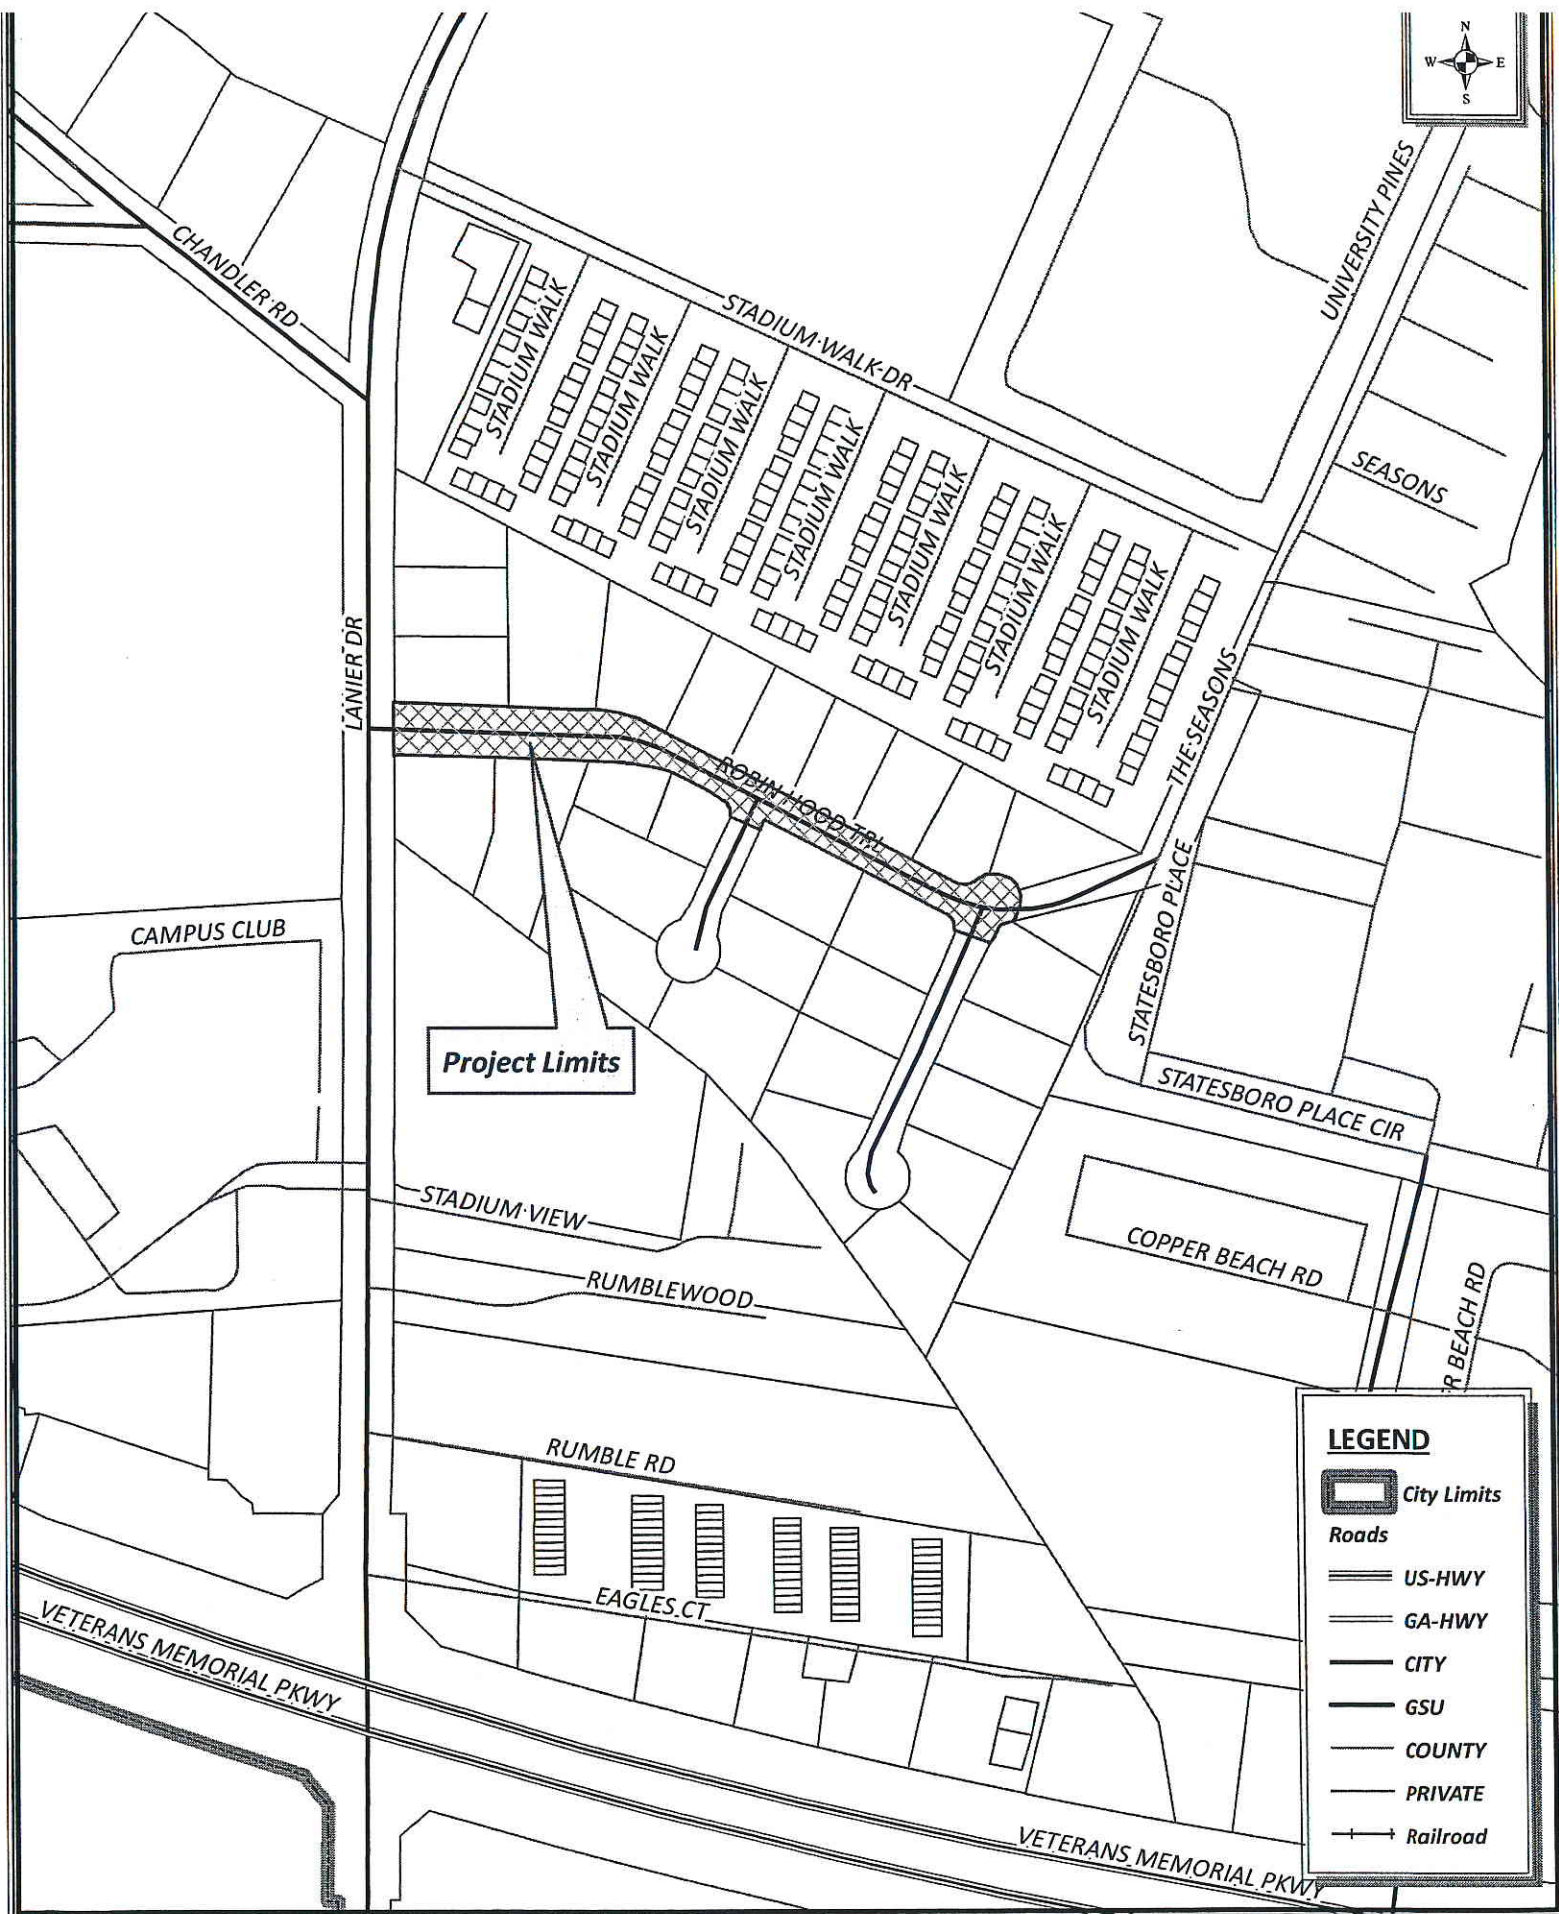 N
W E
S
UNIVERSITY PINES
CHANDLER RD
STADIUM WALK DR
STADIUM WALK
STADIUM WALK
STADIUM WALK
STADIUM WALK
STADIUM WALK
STADIUM WALK
STADIUM WALK
SEASONS
LANIER DR
THE SEASONS
ROBIN HOOD TRL
STATESBORO PLACE
CAMPUS CLUB
Project Limits
STATESBORO PLACE CIR
STADIUM VIEW
COPPER BEACH RD
RUMBLEWOOD
R BEACH RD
RUMBLE RD
EAGLES CT
VETERANS MEMORIAL PKWY
VETERANS MEMORIAL PKWY
LEGEND
City Limits
Roads
US-HWY
GA-HWY
CITY
GSU
COUNTY
PRIVATE
Railroad